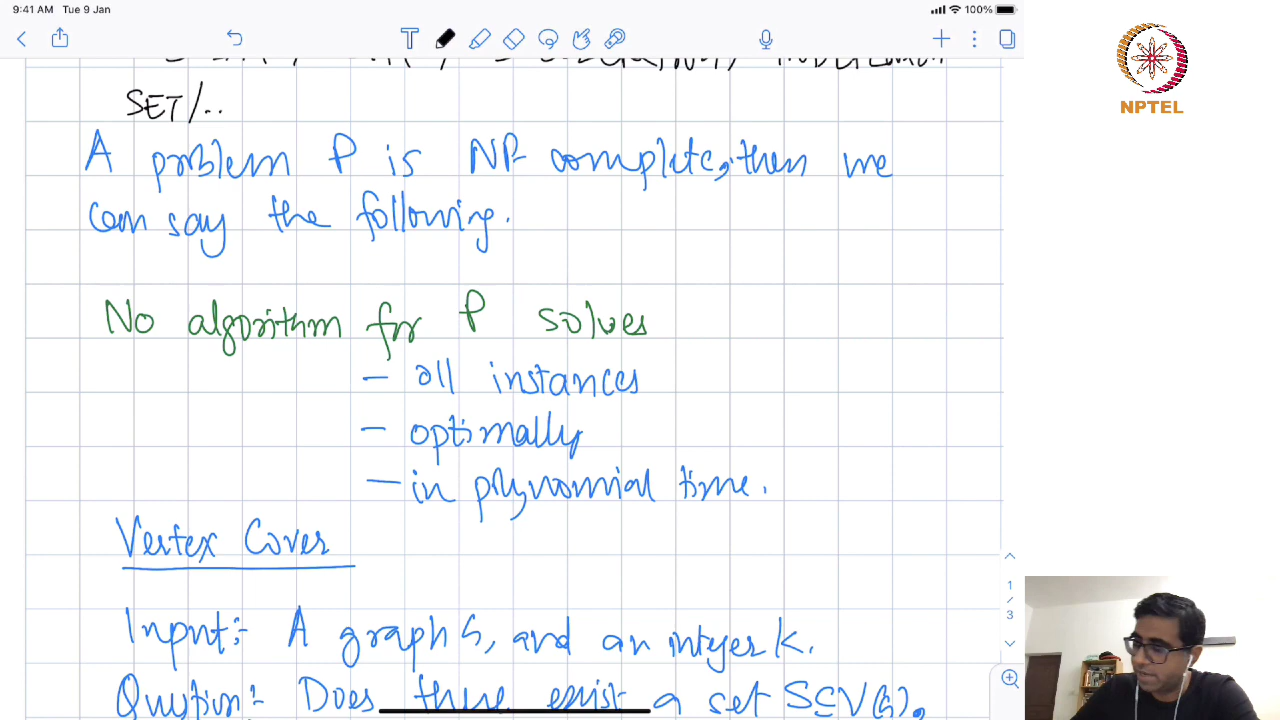 9:41 AM Tue 9 Jan
100%
SET/..
A problem P is NP complete, then we
can say the following.
No algorithm for P solves
- all instances
- optimally
- in polynomial time.
Vertex Cover
Input:- A graph G, and an integer k.
Question:- Does there exist a set S⊆V(G),
1
/
3
NPTEL